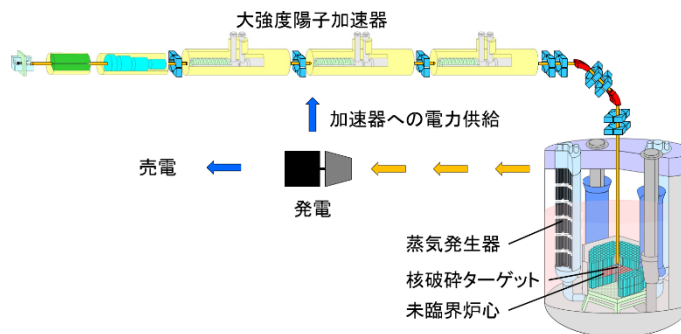 大強度陽子加速器
加速器への電力供給
売電
発電
蒸気発生器
核破砕ターゲット
未臨界炉心